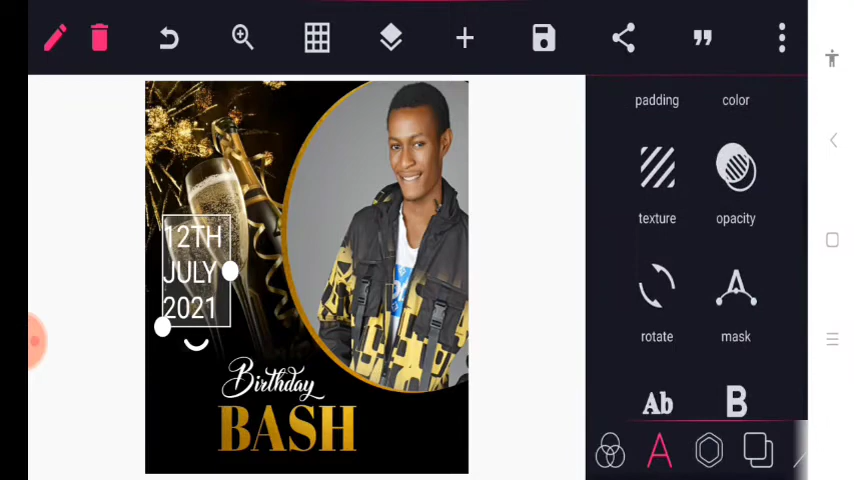 padding color
texture opacity
12TH
JULY
2021
rotate mask
Birthday
BASH
Ab B
A